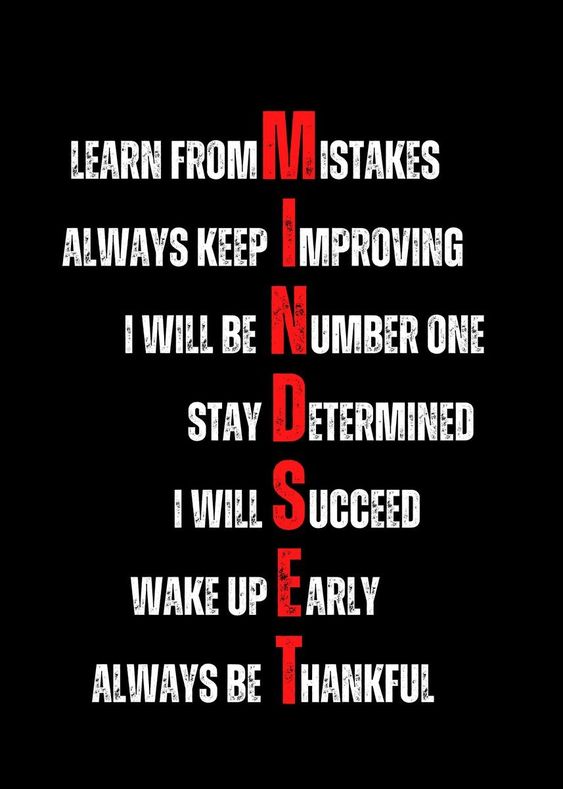 LEARN FROM MISTAKES
ALWAYS KEEP IMPROVING
I WILL BE NUMBER ONE
STAY DETERMINED
I WILL SUCCEED
WAKE UP EARLY
ALWAYS BE THANKFUL